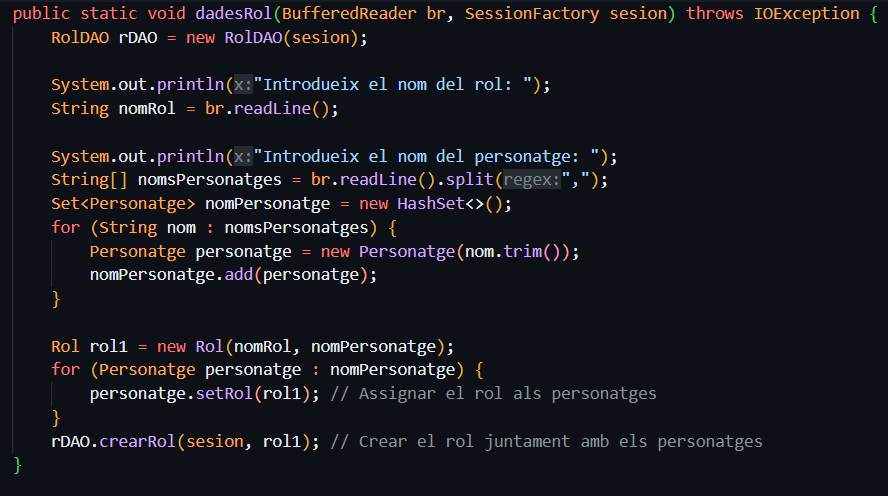 public static void dadesRol(BufferedReader br, SessionFactory sesion) throws IOException {
    RolDAO rDAO = new RolDAO(sesion);

    System.out.println(x:"Introdueix el nom del rol: ");
    String nomRol = br.readLine();

    System.out.println(x:"Introdueix el nom del personatge: ");
    String[] nomsPersonatges = br.readLine().split(regex:",");
    Set<Personatge> nomPersonatge = new HashSet<>();
    for (String nom : nomsPersonatges) {
        Personatge personatge = new Personatge(nom.trim());
        nomPersonatge.add(personatge);
    }

    Rol rol1 = new Rol(nomRol, nomPersonatge);
    for (Personatge personatge : nomPersonatge) {
        personatge.setRol(rol1); // Assignar el rol als personatges
    }
    rDAO.crearRol(sesion, rol1); // Crear el rol juntament amb els personatges
}